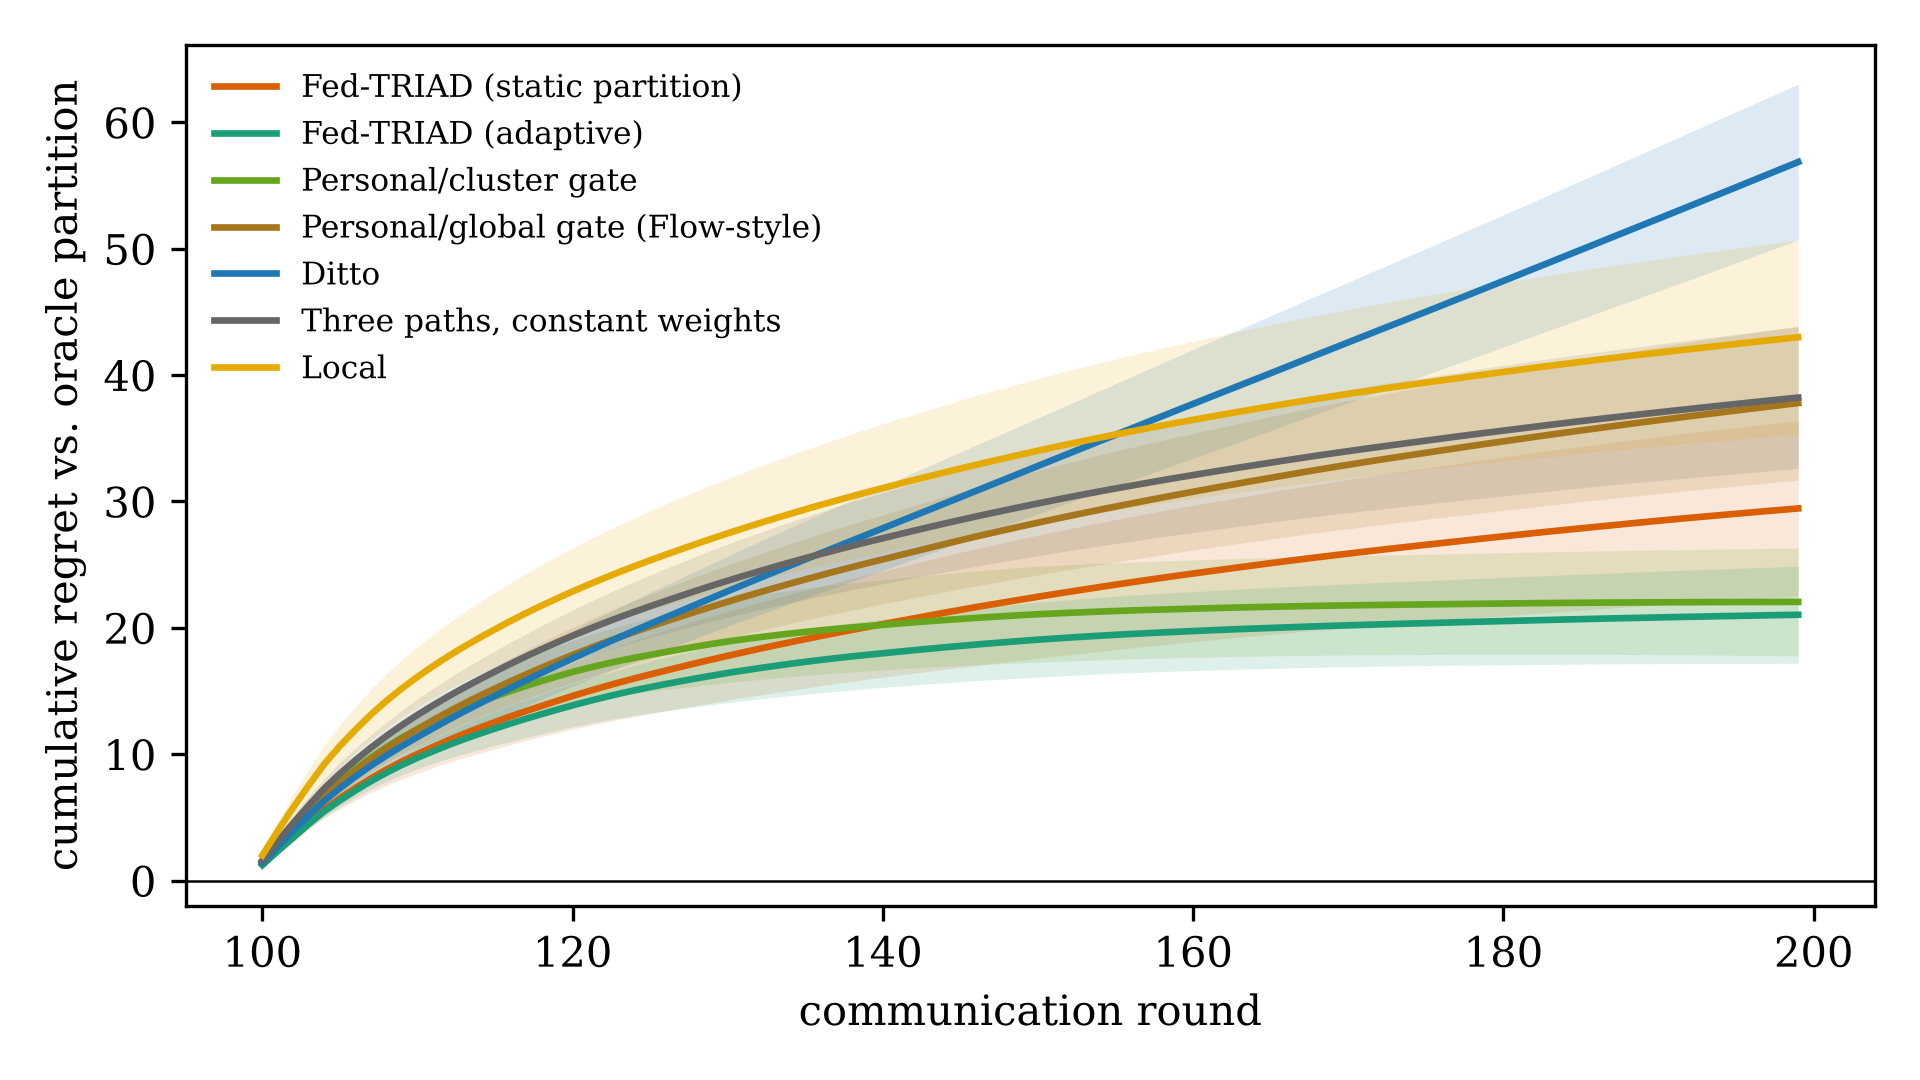 cumulative regret vs. oracle partition
60
50
40
30
20
10
0
Fed-TRIAD (static partition)
Fed-TRIAD (adaptive)
Personal/cluster gate
Personal/global gate (Flow-style)
Ditto
Three paths, constant weights
Local
100 120 140 160 180 200
communication round